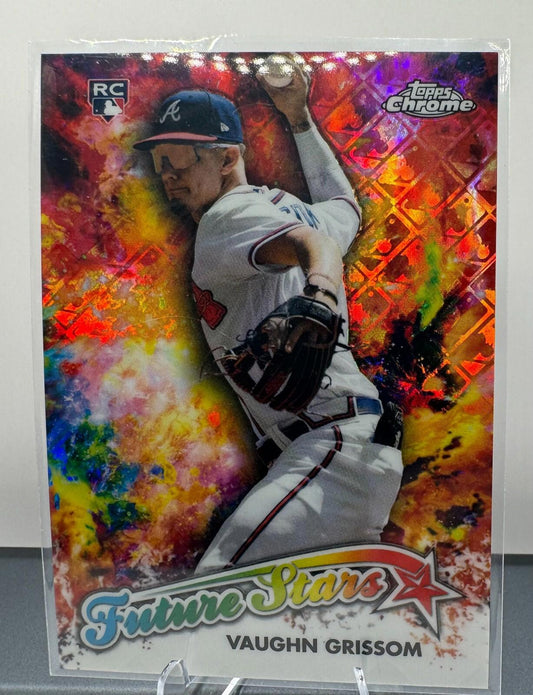 RC
Topps
Chrome
A
Future Stars
VAUGHN GRISSOM